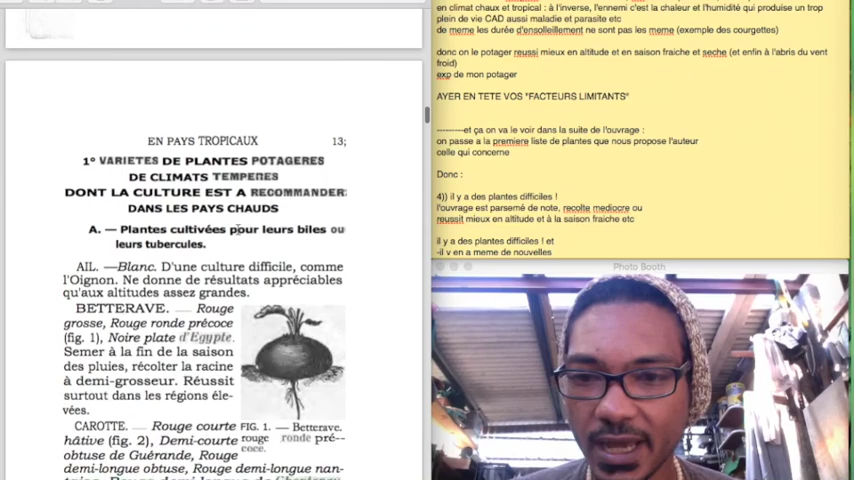 EN PAYS TROPICAUX 13;
1° VARIETES DE PLANTES POTAGERES
DE CLIMATS TEMPERES
DONT LA CULTURE EST A RECOMMANDER
DANS LES PAYS CHAUDS
A. — Plantes cultivées pour leurs biles ou
leurs tubercules.
AIL. —Blanc. D'une culture difficile, comme
l'Oignon. Ne donne de résultats appréciables
qu'aux altitudes assez grandes.
BETTERAVE. — Rouge
grosse, Rouge ronde précoce
(fig. 1), Noire plate d'Egypte.
Semer à la fin de la saison
des pluies, récolter la racine
à demi-grosseur. Réussit
surtout dans les régions éle-
vées.
FIG. 1. — Betterave.
rouge ronde pré--
coce.
CAROTTE. — Rouge courte
hâtive (fig. 2), Demi-courte
obtuse de Guérande, Rouge
demi-longue obtuse, Rouge demi-longue nan-
en climat chaux et tropical : à l'inverse, l'ennemi c'est la chaleur et l'humidité qui produise un trop
plein de vie CAD aussi maladie et parasite etc
de meme les durée d'ensolleillement ne sont pas les meme (exemple des courgettes)
donc on le potager reussi mieux en altitude et en saison fraiche et seche (et enfin à l'abris du vent
froid)
exp de mon potager
AYER EN TETE VOS "FACTEURS LIMITANTS"
---------et ça on va le voir dans la suite de l'ouvrage :
on passe a la premiere liste de plantes que nous propose l'auteur
celle qui concerne
Donc :
4)) il y a des plantes difficiles !
l'ouvrage est parsemé de note, recolte mediocre ou
reussit mieux en altitude et à la saison fraiche etc
il y a des plantes difficiles ! et
-il y en a meme de nouvelles
Photo Booth